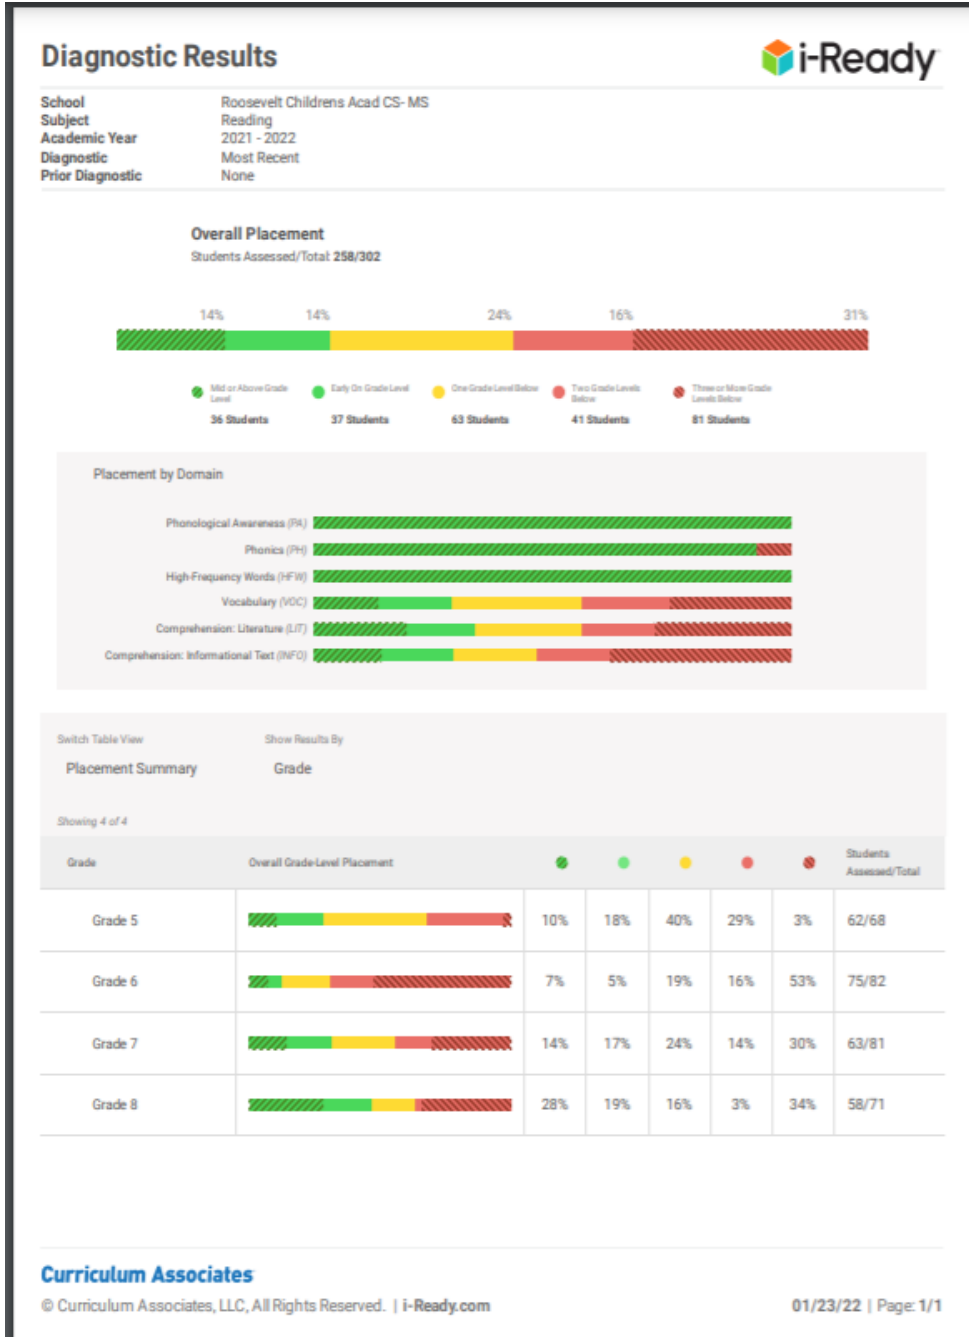 Diagnostic Results
i-Ready
School Roosevelt Childrens Acad CS- MS
Subject Reading
Academic Year 2021 - 2022
Diagnostic Most Recent
Prior Diagnostic None
Overall Placement
Students Assessed/Total: 258/302
14% 14% 24% 16% 31%
Mid or Above Grade Level
36 Students
Early On Grade Level
37 Students
One Grade Level Below
63 Students
Two Grade Levels Below
41 Students
Three or More Grade Levels Below
81 Students
Placement by Domain
Phonological Awareness (PA)
Phonics (PH)
High-Frequency Words (HFW)
Vocabulary (VOC)
Comprehension: Literature (LIT)
Comprehension: Informational Text (INFO)
Switch Table View Show Results By
Placement Summary Grade
Showing 4 of 4
Grade Overall Grade-Level Placement Students Assessed/Total
Grade 5 10% 18% 40% 29% 3% 62/68
Grade 6 7% 5% 19% 16% 53% 75/82
Grade 7 14% 17% 24% 14% 30% 63/81
Grade 8 28% 19% 16% 3% 34% 58/71
Curriculum Associates
© Curriculum Associates, LLC, All Rights Reserved. | i-Ready.com 01/23/22 | Page: 1/1